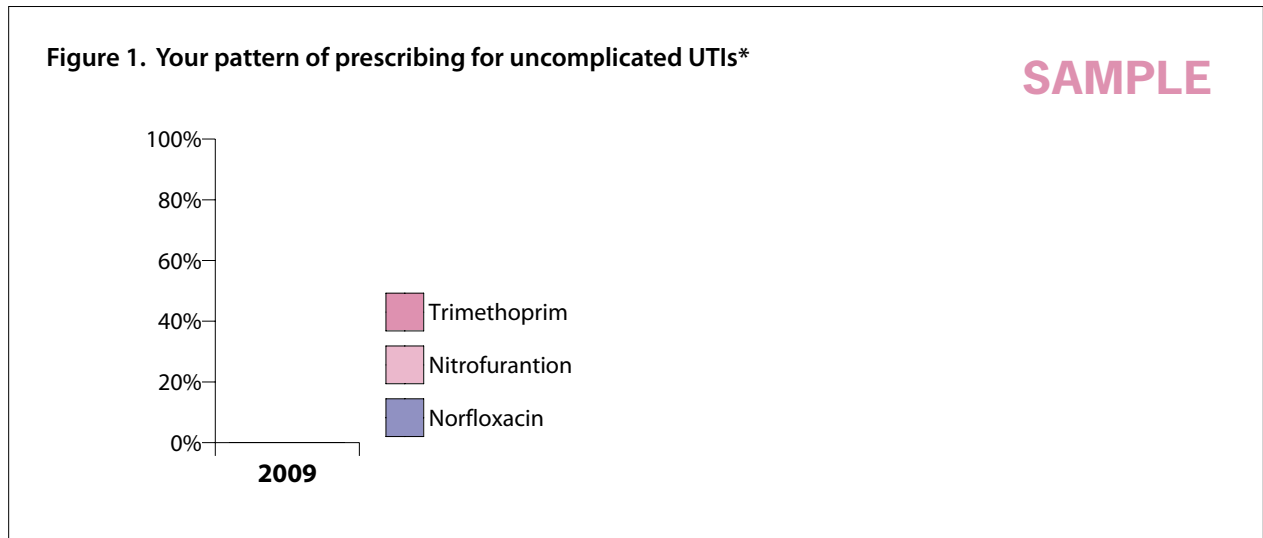 Figure 1. Your pattern of prescribing for uncomplicated UTIs*
SAMPLE
100%
80%
60%
40%
20%
0%
2009
Trimethoprim
Nitrofurantion
Norfloxacin